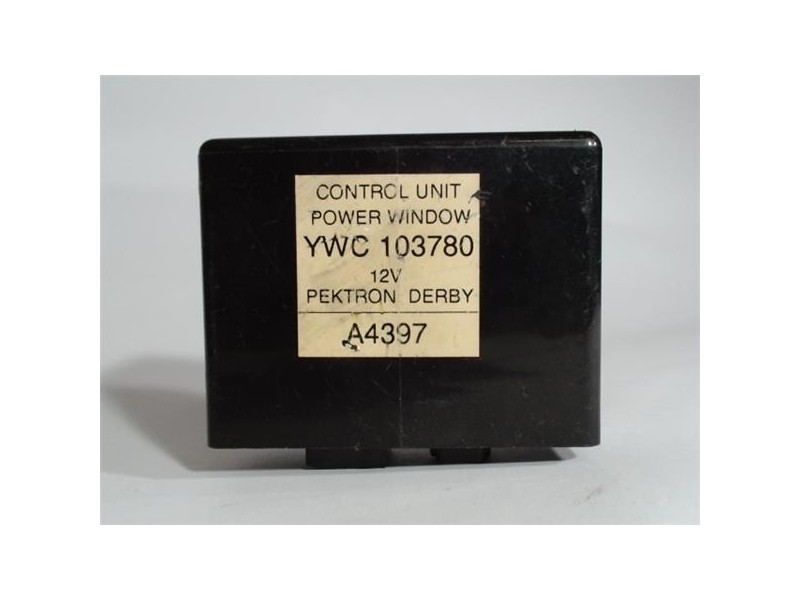 CONTROL UNIT
POWER WINDOW
YWC 103780
12V
PEKTRON DERBY
A4397